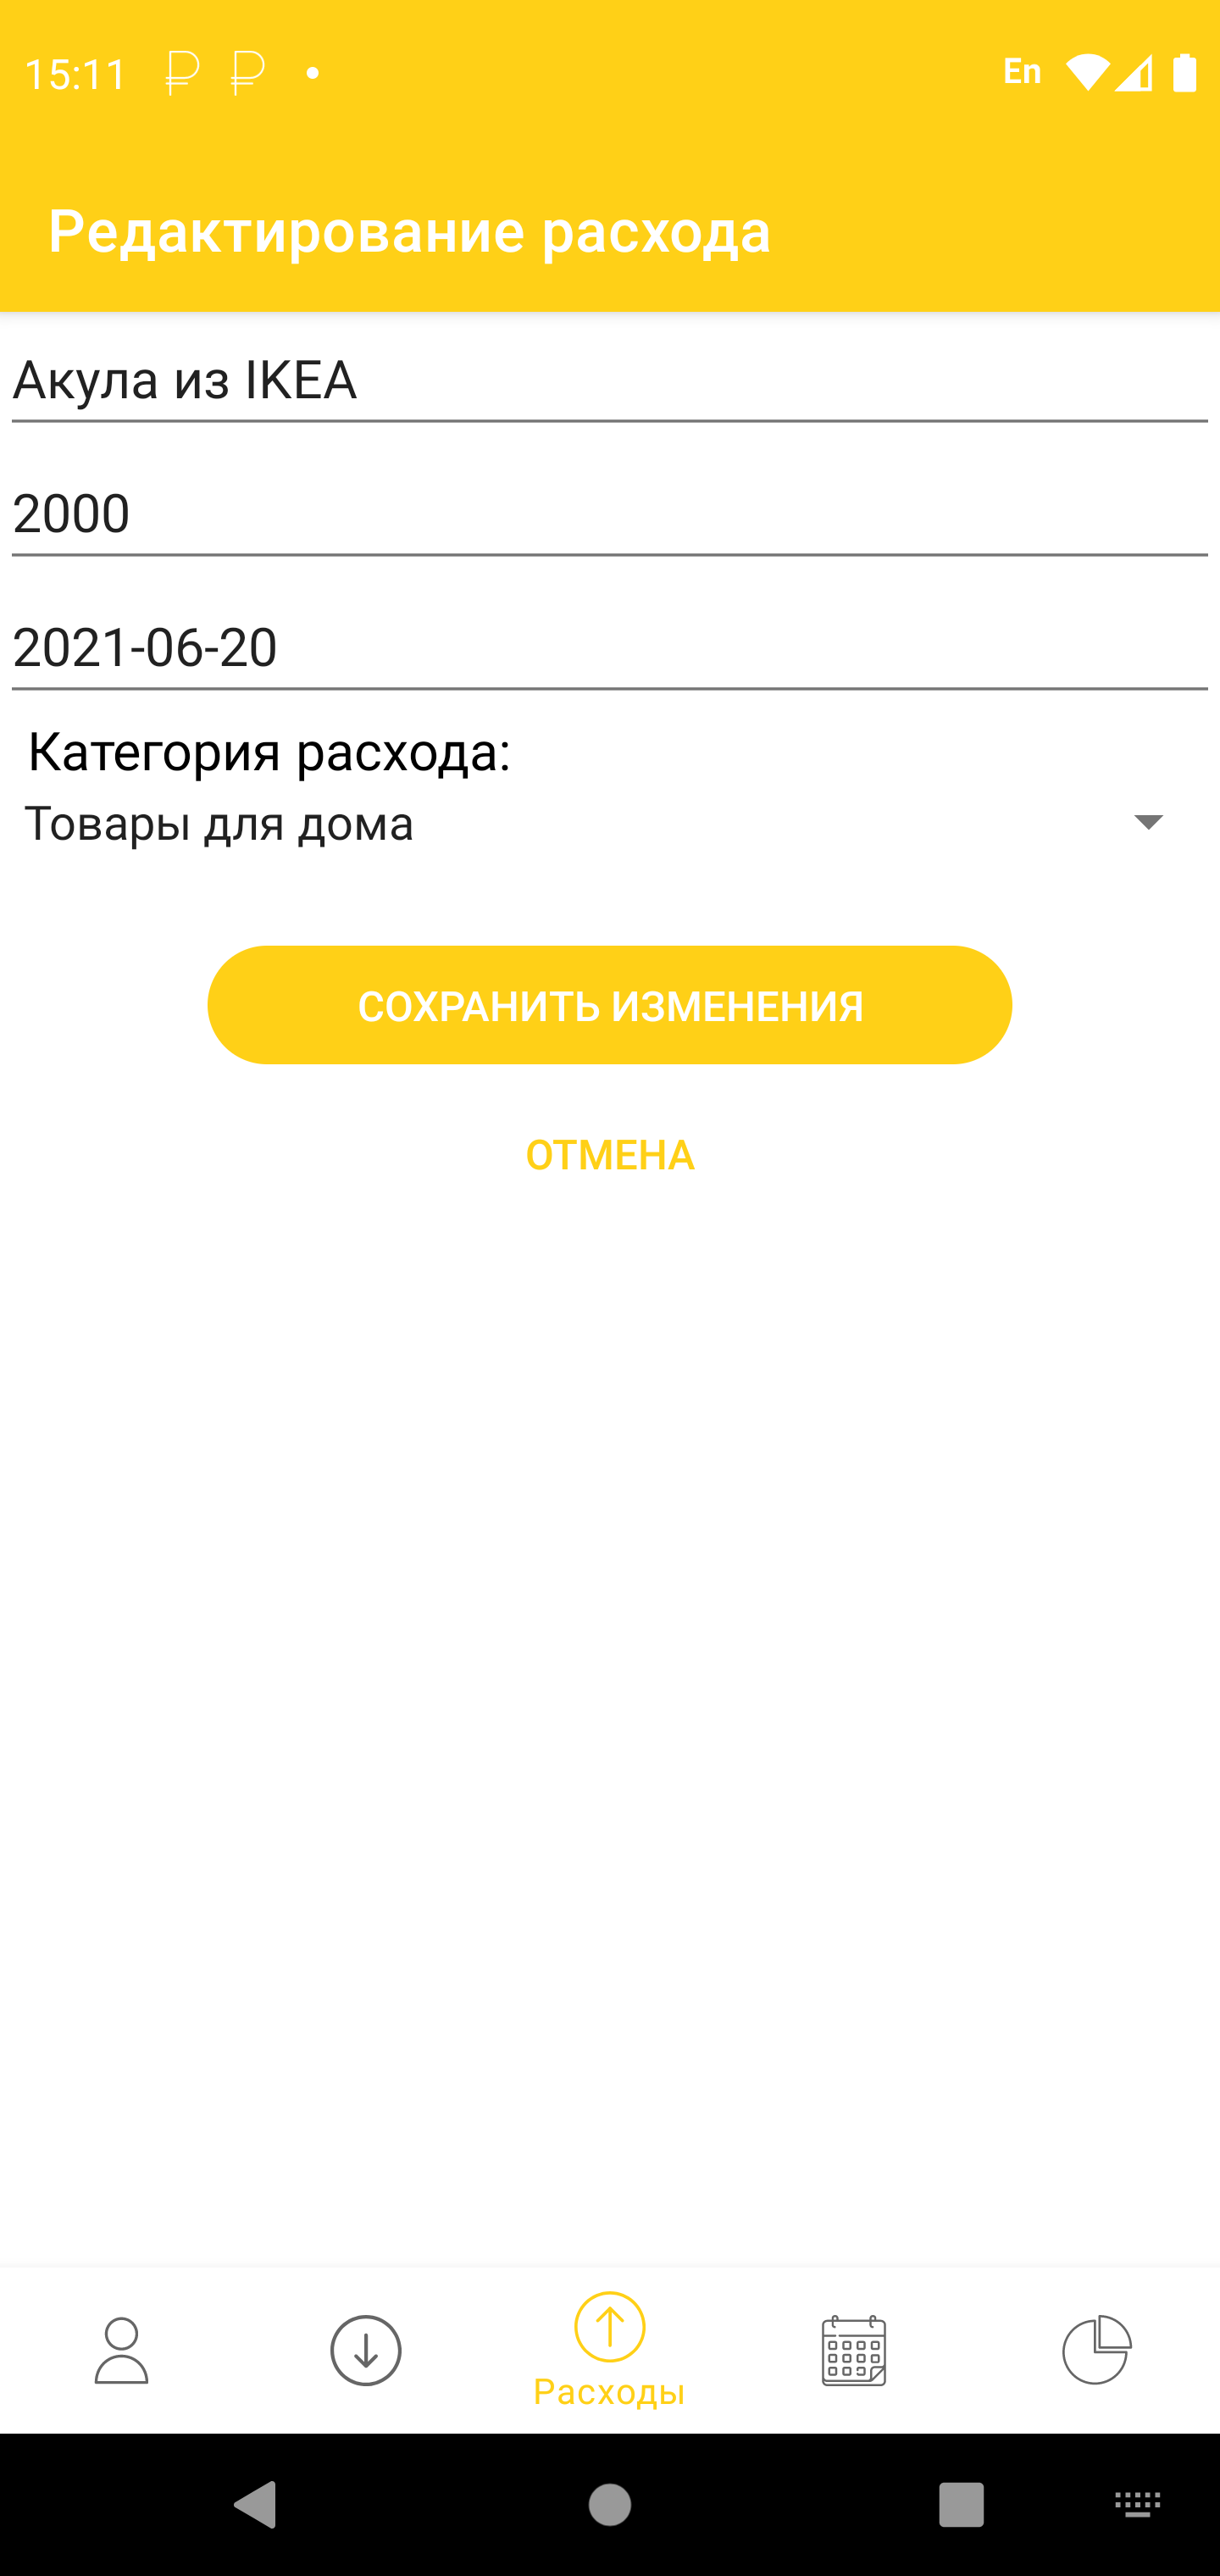 15:11 ₽ ₽ • En
Редактирование расхода
Акула из IKEA
2000
2021-06-20
Категория расхода:
Товары для дома
СОХРАНИТЬ ИЗМЕНЕНИЯ
ОТМЕНА
Расходы